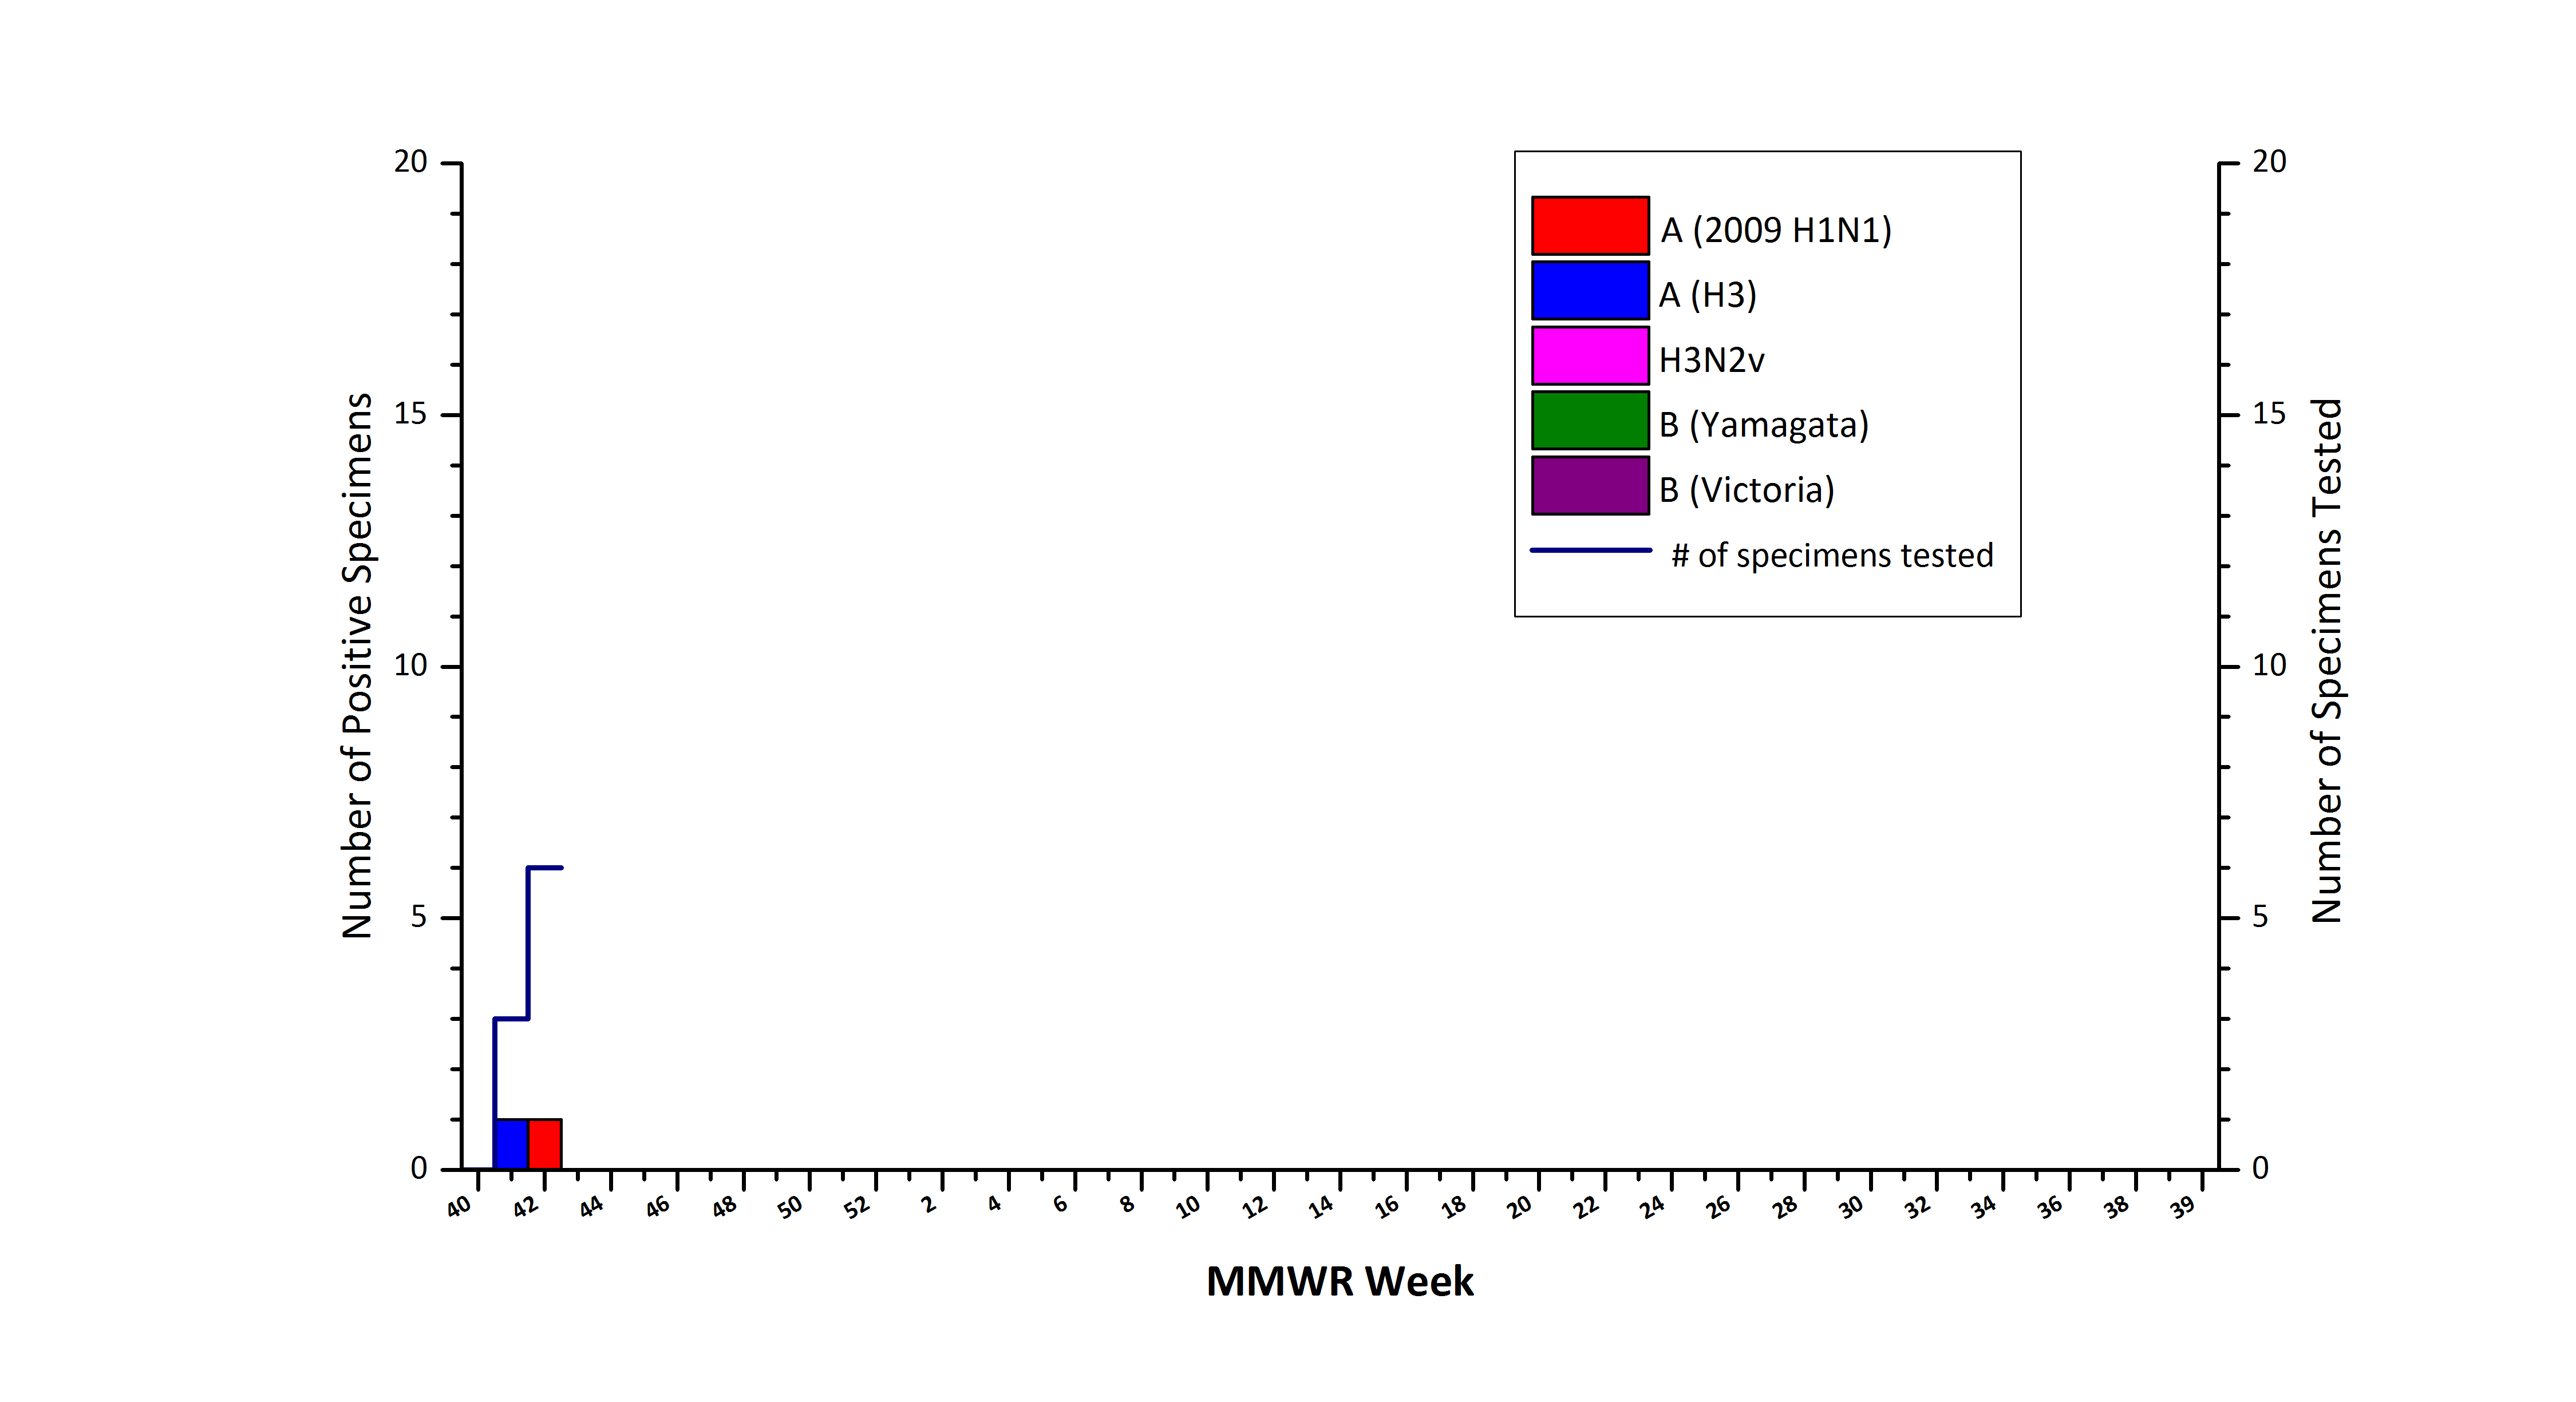 Number of Positive Specimens
20
15
10
5
0
A (2009 H1N1)
A (H3)
H3N2v
B (Yamagata)
B (Victoria)
# of specimens tested
20
15
10
5
0
Number of Specimens Tested
40 42 44 46 48 50 52 2 4 6 8 10 12 14 16 18 20 22 24 26 28 30 32 34 36 38 39
MMWR Week